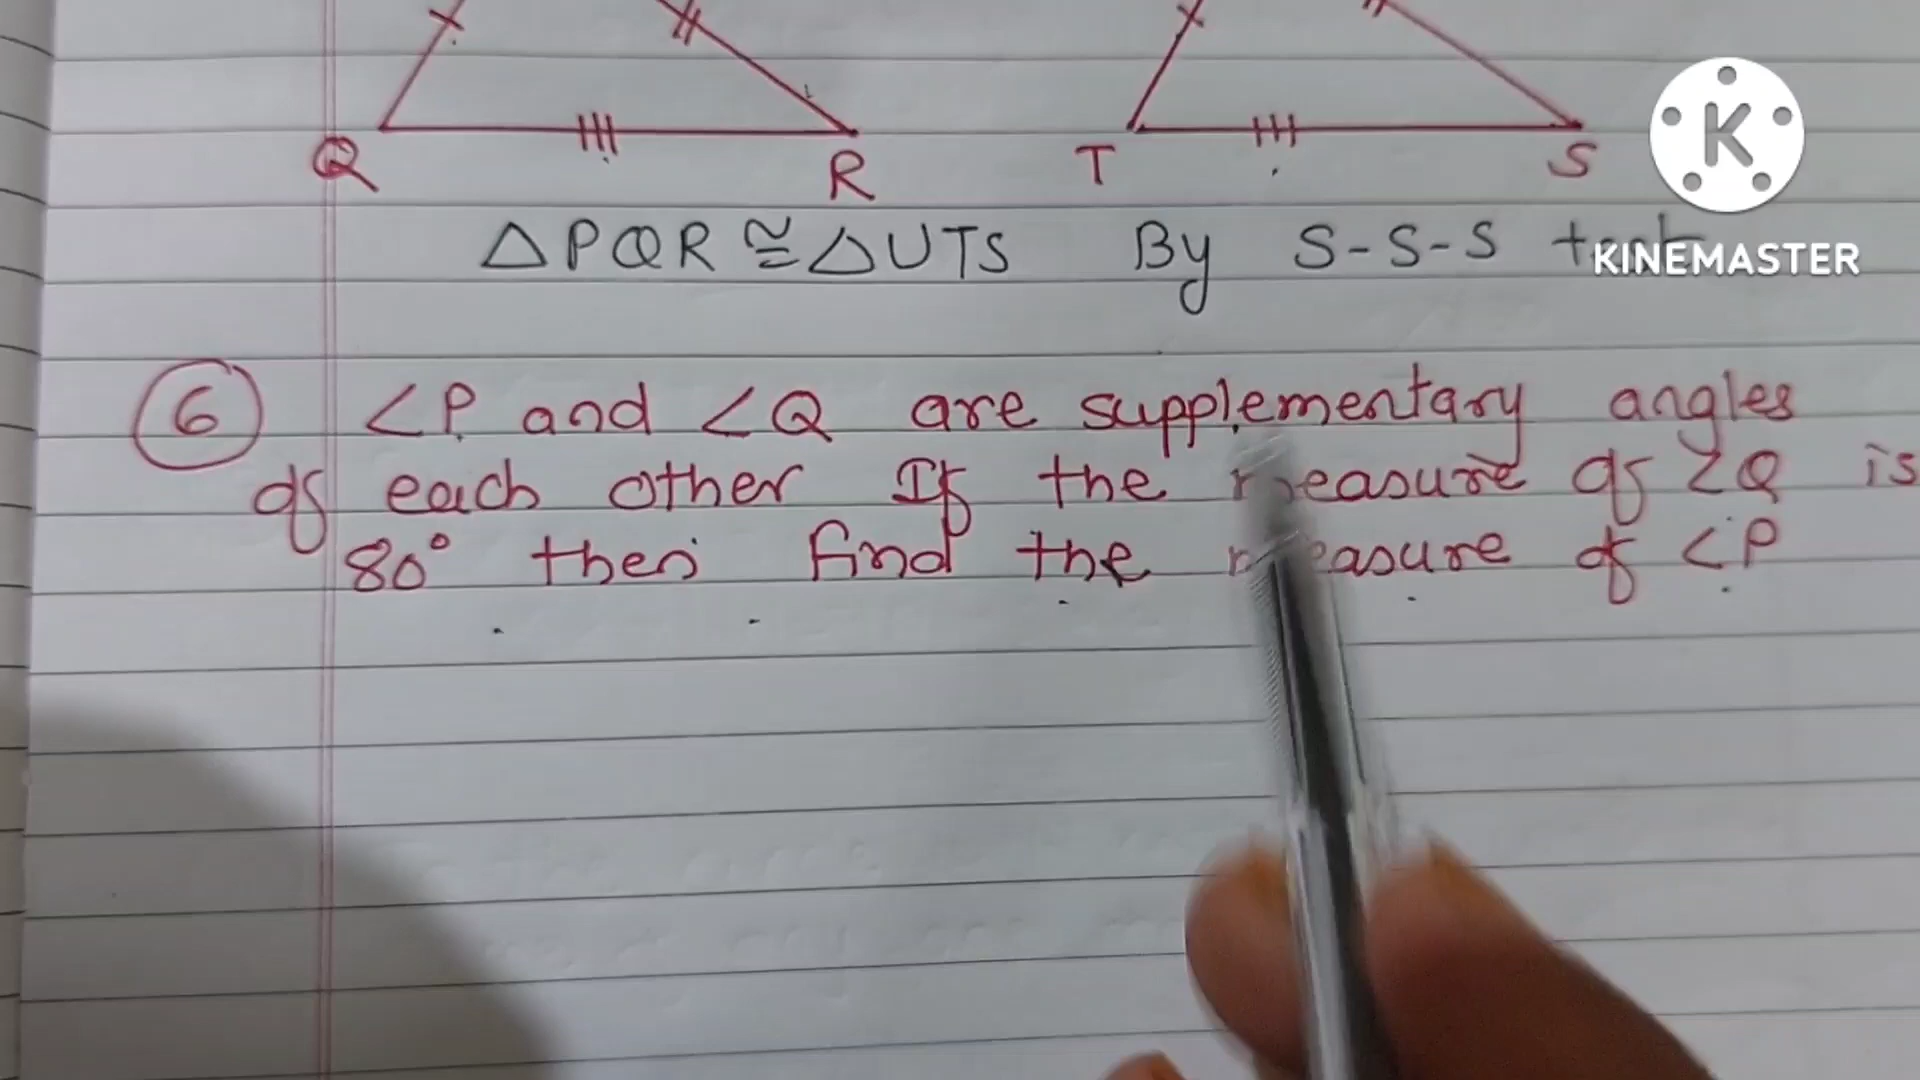 Q R T S
△PQR ≅ △UTS By S-S-S test
KINEMASTER
6 <P and <Q are supplementary angles
of each other If the measure of <Q is
80° then find the measure of <P